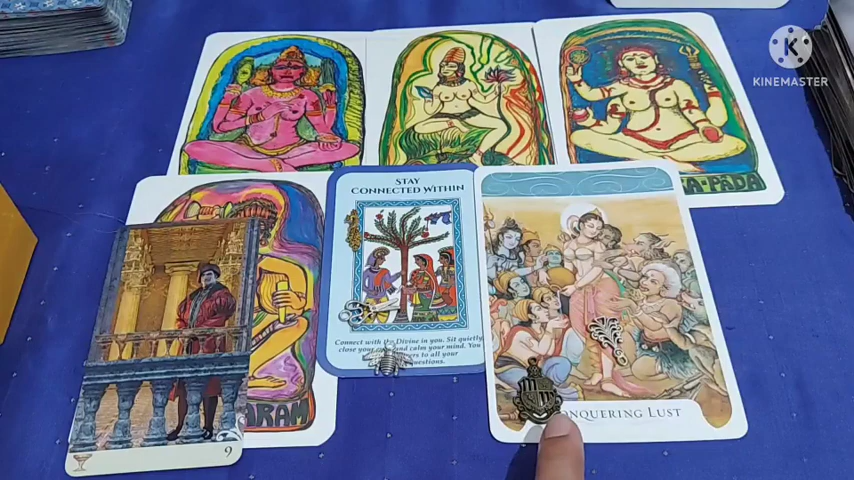 K
KINEMASTER
A-PĀDA
STAY
CONNECTED WITHIN
Connect with the Divine in you. Sit quietly
close your and calm your mind. You
to all your
questions.
ARAM
CONQUERING LUST
9